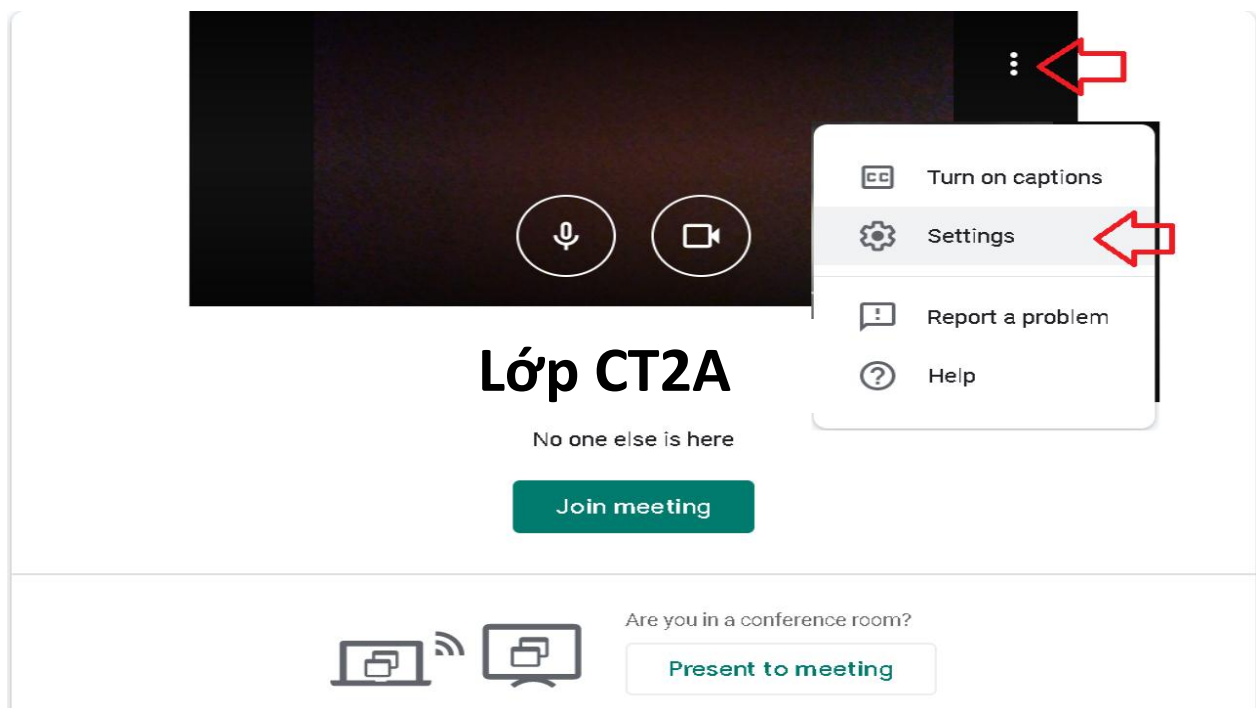 CC Turn on captions
Settings
Report a problem
Help
Lớp CT2A
No one else is here
Join meeting
Are you in a conference room?
Present to meeting